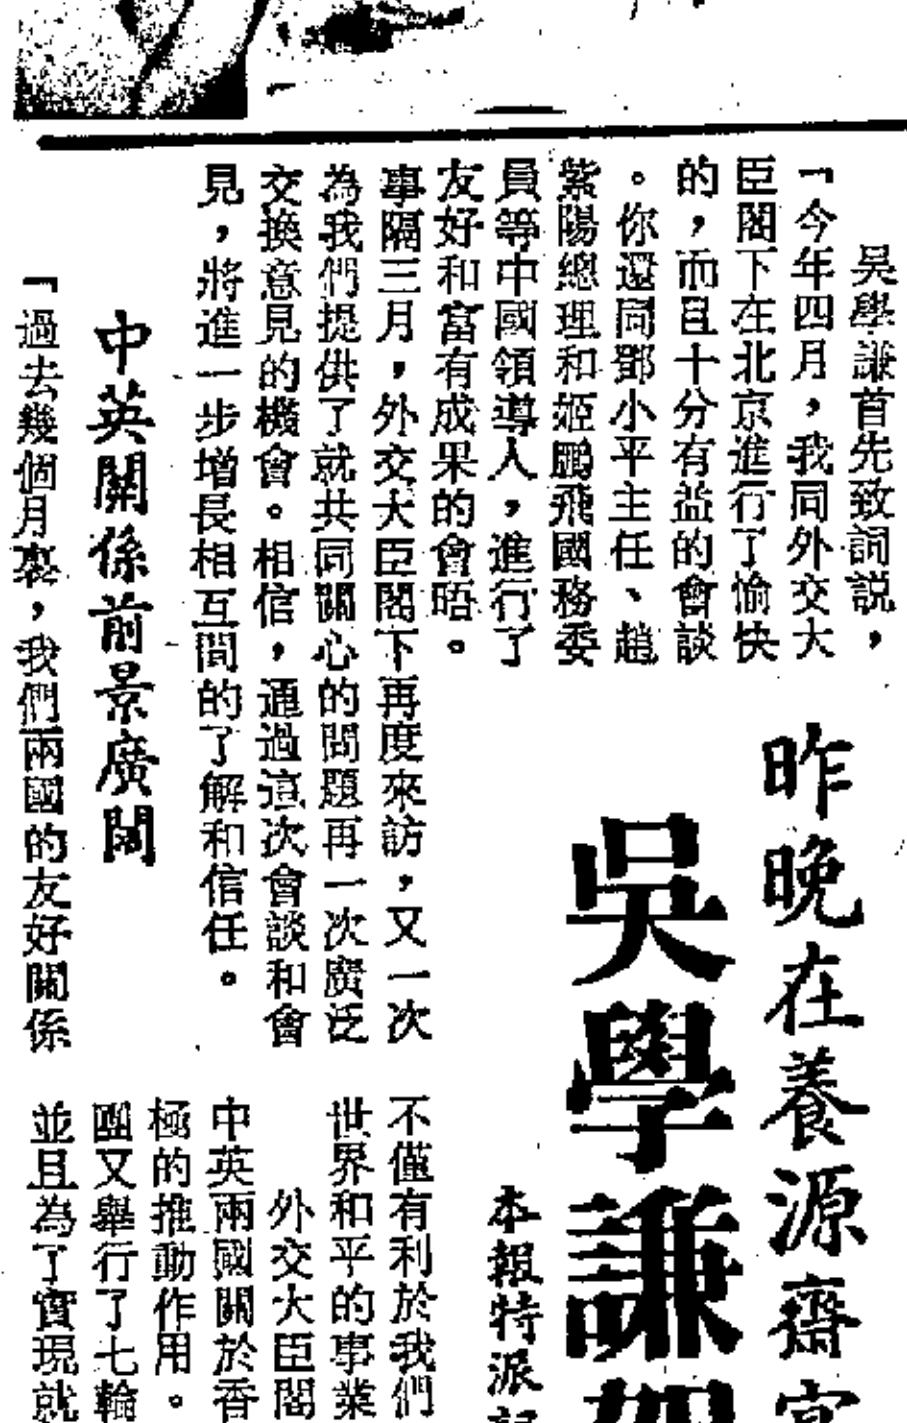 昨晚在養源齋宴
吳學謙
本報特派記
吳學謙首先致詞說，
「今年四月，我同外交大
臣閣下在北京進行了愉快
的，而且十分有益的會談
。你還同鄧小平主任、趙
紫陽總理和姬鵬飛國務委
員等中國領導人，進行了
友好和富有成果的會晤。
事隔三月，外交大臣閣下再度來訪，又一次
為我們提供了就共同關心的問題再一次廣泛
交換意見的機會。相信，通過這次會談和會
見，將進一步增長相互間的了解和信任。
中英關係前景廣闊
「過去幾個月裏，我們兩國的友好關係
不僅有利於我們
世界和平的事業
外交大臣閣
中英兩國關於香
極的推動作用。
團又舉行了七輪
並且為了實現就